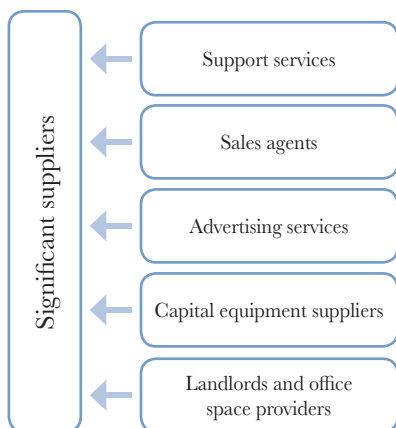 Significant suppliers
Support services
Sales agents
Advertising services
Capital equipment suppliers
Landlords and office
space providers